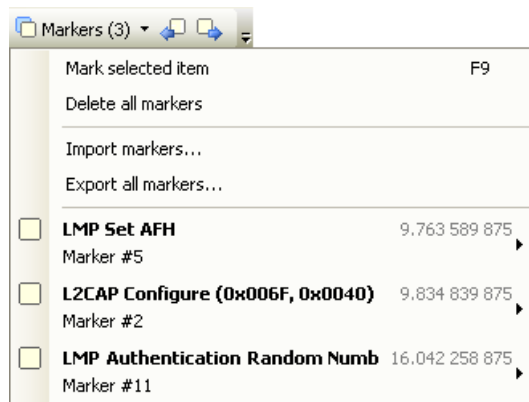 Markers (3)
Mark selected item F9
Delete all markers
Import markers...
Export all markers...
LMP Set AFH 9.763 589 875
Marker #5
L2CAP Configure (0x006F, 0x0040) 9.834 839 875
Marker #2
LMP Authentication Random Numb 16.042 258 875
Marker #11